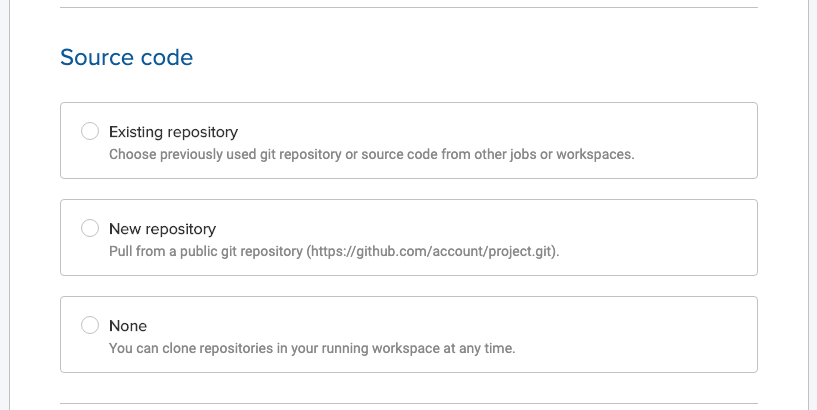 Source code
Existing repository
Choose previously used git repository or source code from other jobs or workspaces.
New repository
Pull from a public git repository (https://github.com/account/project.git).
None
You can clone repositories in your running workspace at any time.